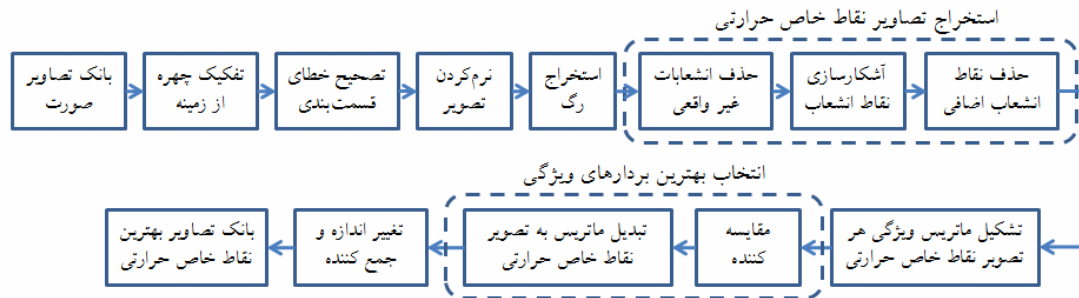 استخراج تصاویر نقاط خاص حرارتی
بانک تصاویر
صورت
تفکیک چهره
از زمینه
تصحیح خطای
قسمت‌بندی
نرم‌کردن
تصویر
استخراج
رگ
حذف انشعابات
غیر واقعی
آشکارسازی
نقاط انشعاب
حذف نقاط
انشعاب اضافی
انتخاب بهترین بردارهای ویژگی
تشکیل ماتریس ویژگی هر
تصویر نقاط خاص حرارتی
مقایسه
کننده
تبدیل ماتریس به تصویر
نقاط خاص حرارتی
تغییر اندازه و
جمع کننده
بانک تصاویر بهترین
نقاط خاص حرارتی